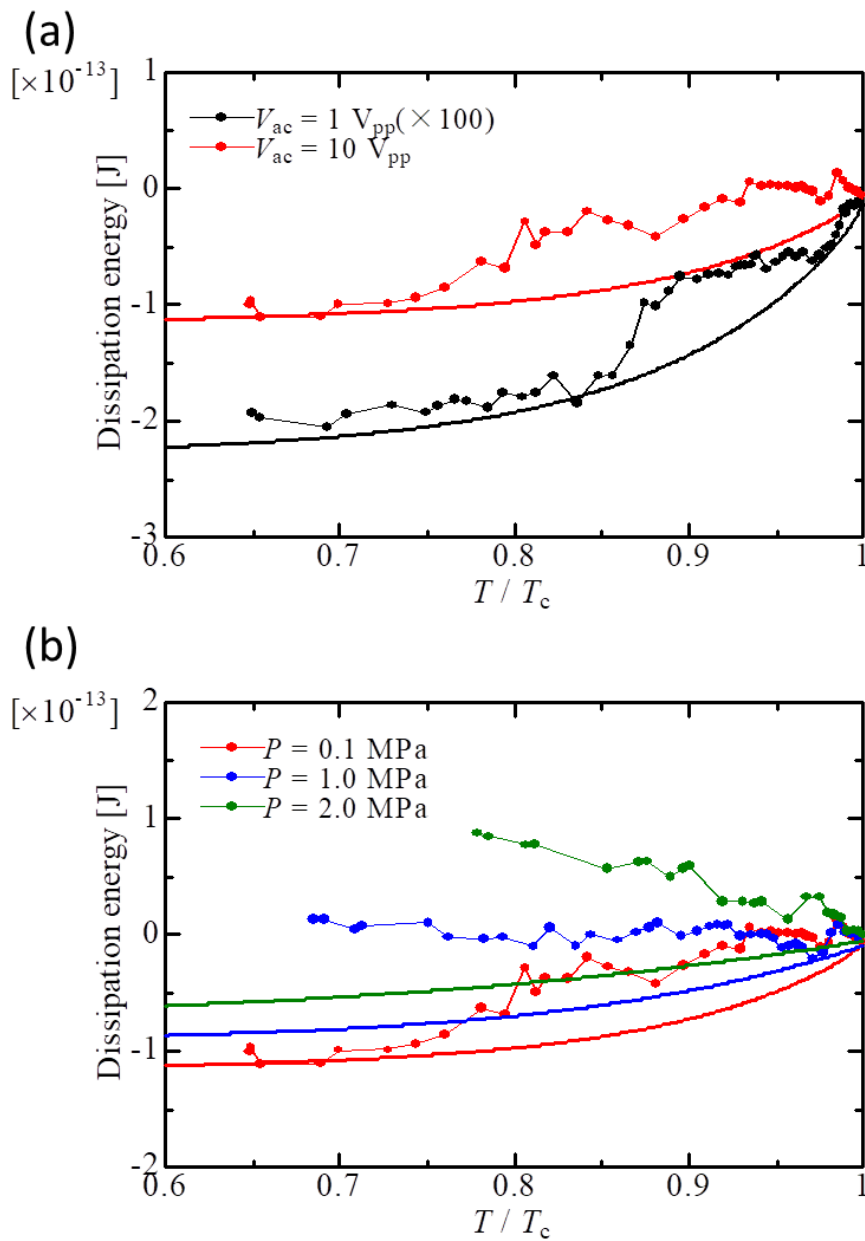 (a)
[×10⁻¹³]
1
0
-1
-2
-3
Dissipation energy [J]
V_ac = 1 V_pp(×100)
V_ac = 10 V_pp
0.6 0.7 0.8 0.9 1
T / T_c
(b)
[×10⁻¹³]
2
1
0
-1
-2
Dissipation energy [J]
P = 0.1 MPa
P = 1.0 MPa
P = 2.0 MPa
0.6 0.7 0.8 0.9 1
T / T_c